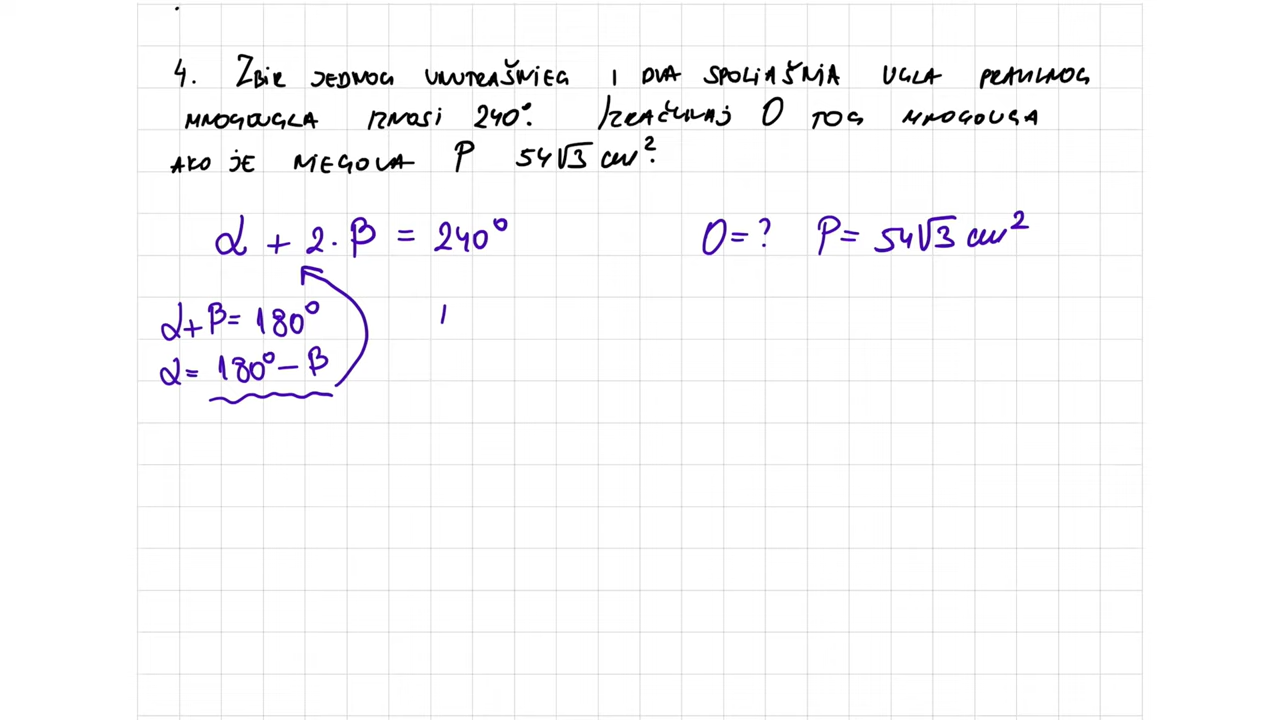 4. ZBIR JEDNOG UNUTRAŠNJEG I DVA SPOLJAŠNJA UGLA PRAVILNOG
MNOGOUGLA IZNOSI 240°. IZRAČUNAJ O TOG MNOGOUGA
AKO JE NJEGOVA P 54√3 cm².
α + 2·β = 240° O=? P= 54√3 cm²
α+β=180°
α= 180°−β